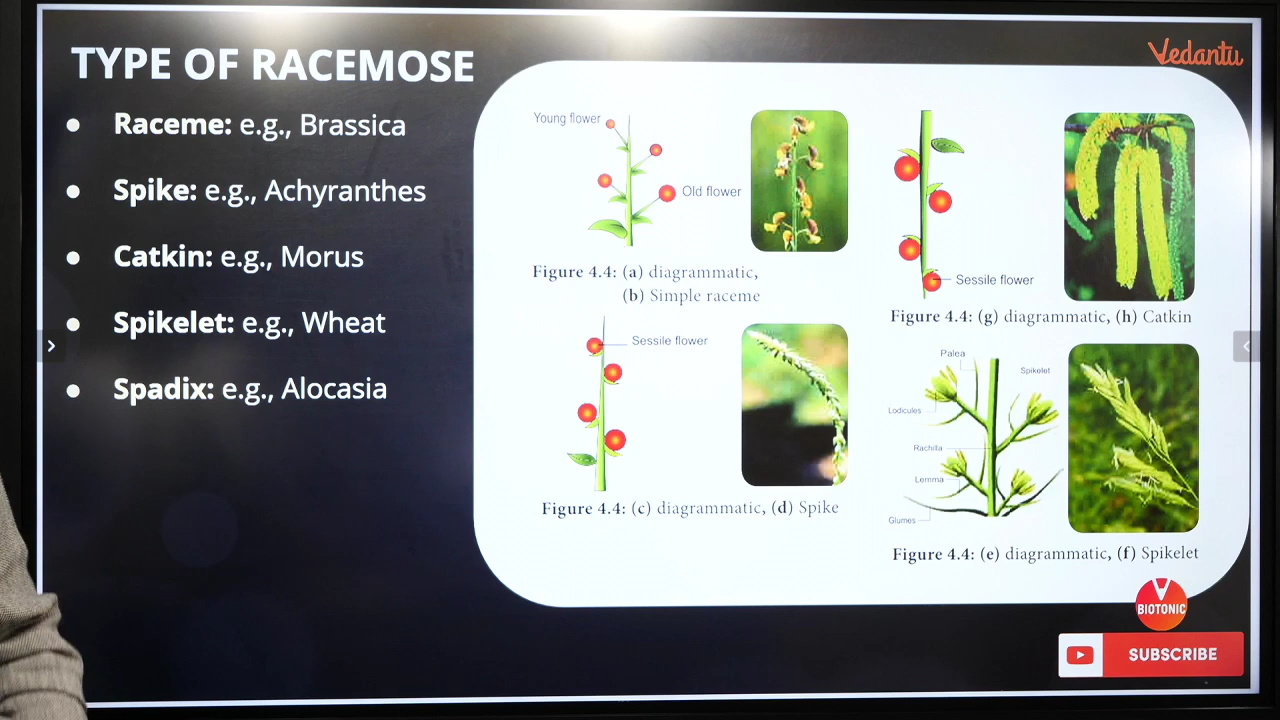 TYPE OF RACEMOSE
Vedantu
Raceme: e.g., Brassica
Spike: e.g., Achyranthes
Catkin: e.g., Morus
Spikelet: e.g., Wheat
Spadix: e.g., Alocasia
Young flower
Old flower
Figure 4.4: (a) diagrammatic,
(b) Simple raceme
Sessile flower
Figure 4.4: (c) diagrammatic, (d) Spike
Sessile flower
Figure 4.4: (g) diagrammatic, (h) Catkin
Palea
Spikelet
Lodicules
Rachilla
Lemma
Glumes
Figure 4.4: (e) diagrammatic, (f) Spikelet
BIOTONIC
SUBSCRIBE